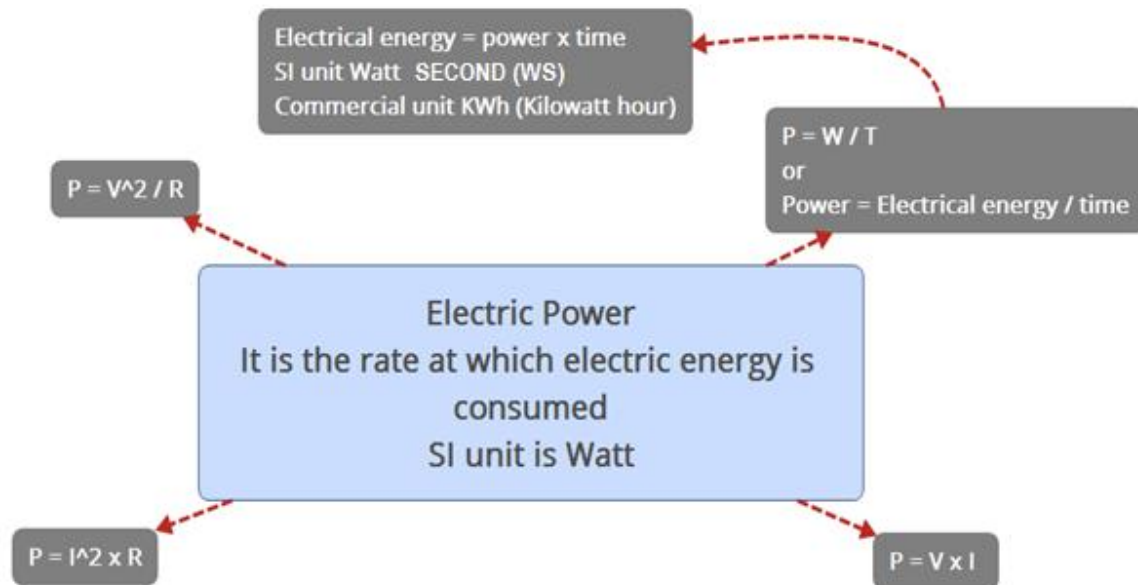 Electrical energy = power x time
SI unit Watt SECOND (WS)
Commercial unit KWh (Kilowatt hour)
P = W / T
or
Power = Electrical energy / time
P = V^2 / R
Electric Power
It is the rate at which electric energy is
consumed
SI unit is Watt
P = I^2 x R
P = V x I